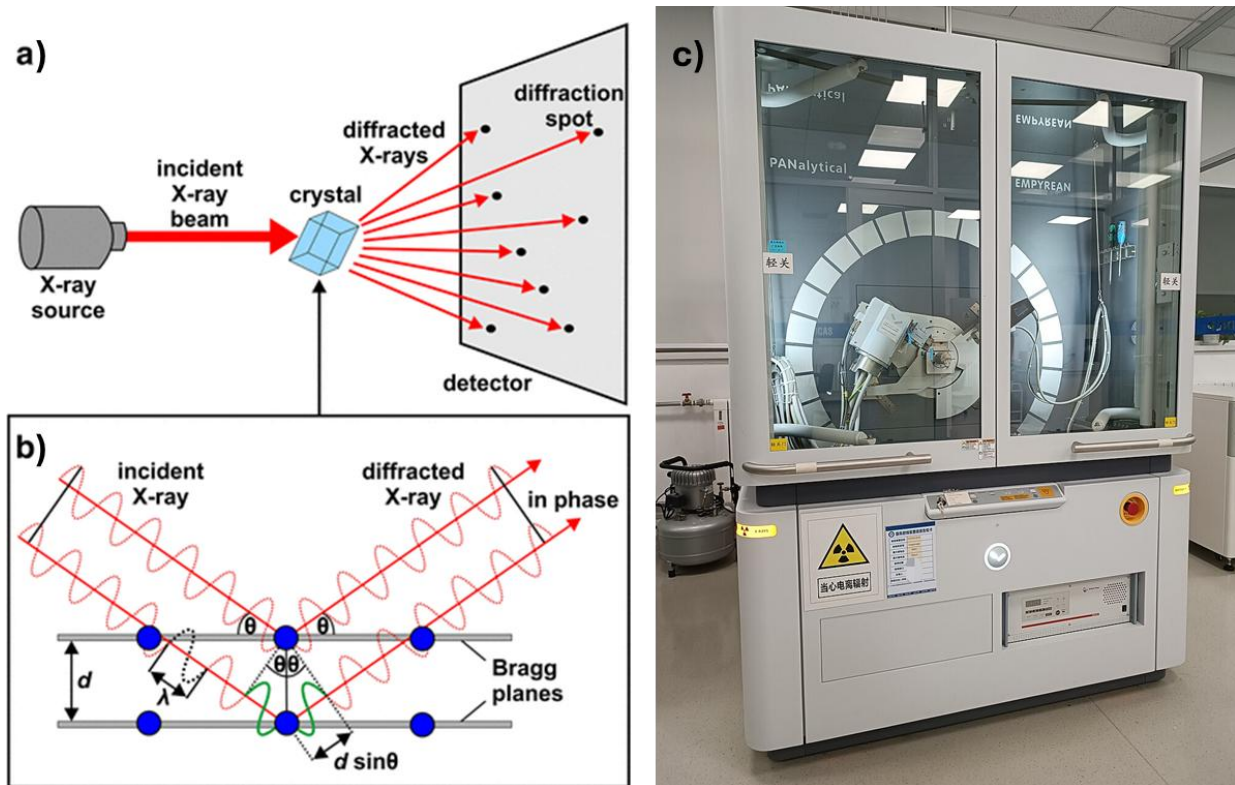 a)
diffraction
spot
diffracted
X-rays
incident
X-ray
beam
crystal
X-ray
source
detector
b)
incident
X-ray
diffracted
X-ray
in phase
θ
θ
θθ
d
λ
Bragg
planes
d sinθ
c)
PANalytical
EMPYREAN
PANalytical
EMPYREAN
轻关
轻关
当心电离辐射